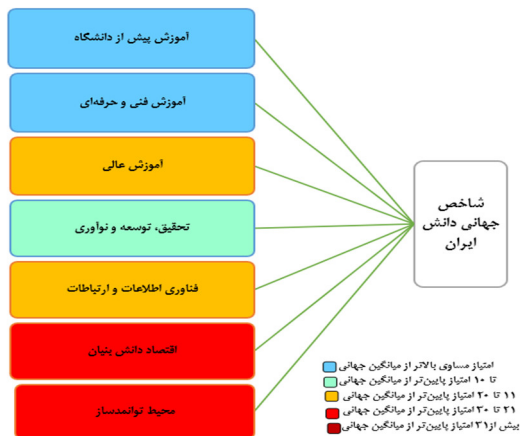 آموزش پیش از دانشگاه
آموزش فنی و حرفه‌ای
آموزش عالی
تحقیق، توسعه و نوآوری
فناوری اطلاعات و ارتباطات
اقتصاد دانش بنیان
محیط توانمندساز
شاخص
جهانی دانش
ایران
امتیاز مساوی بالاتر از میانگین جهانی
تا ۱۰ امتیاز پایین‌تر از میانگین جهانی
۱۱ تا ۲۰ امتیاز پایین‌تر از میانگین جهانی
۲۱ تا ۳۰ امتیاز پایین‌تر از میانگین جهانی
بیش از۳۱ امتیاز پایین‌تر از میانگین جهانی